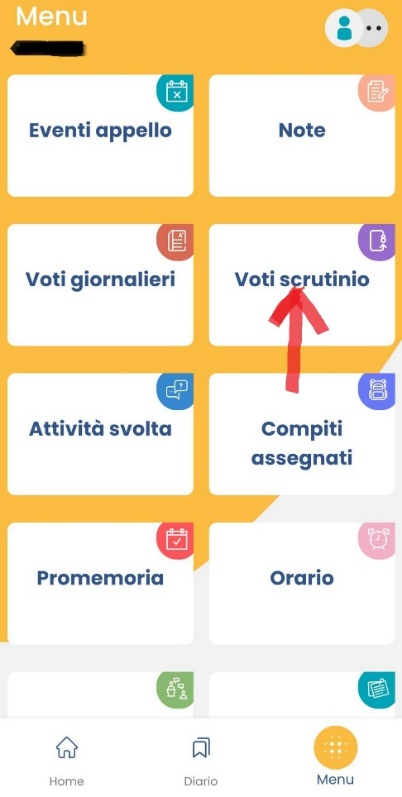 Menu
Eventi appello
Note
Voti giornalieri
Voti scrutinio
Attività svolta
Compiti
assegnati
Promemoria
Orario
Home
Diario
Menu